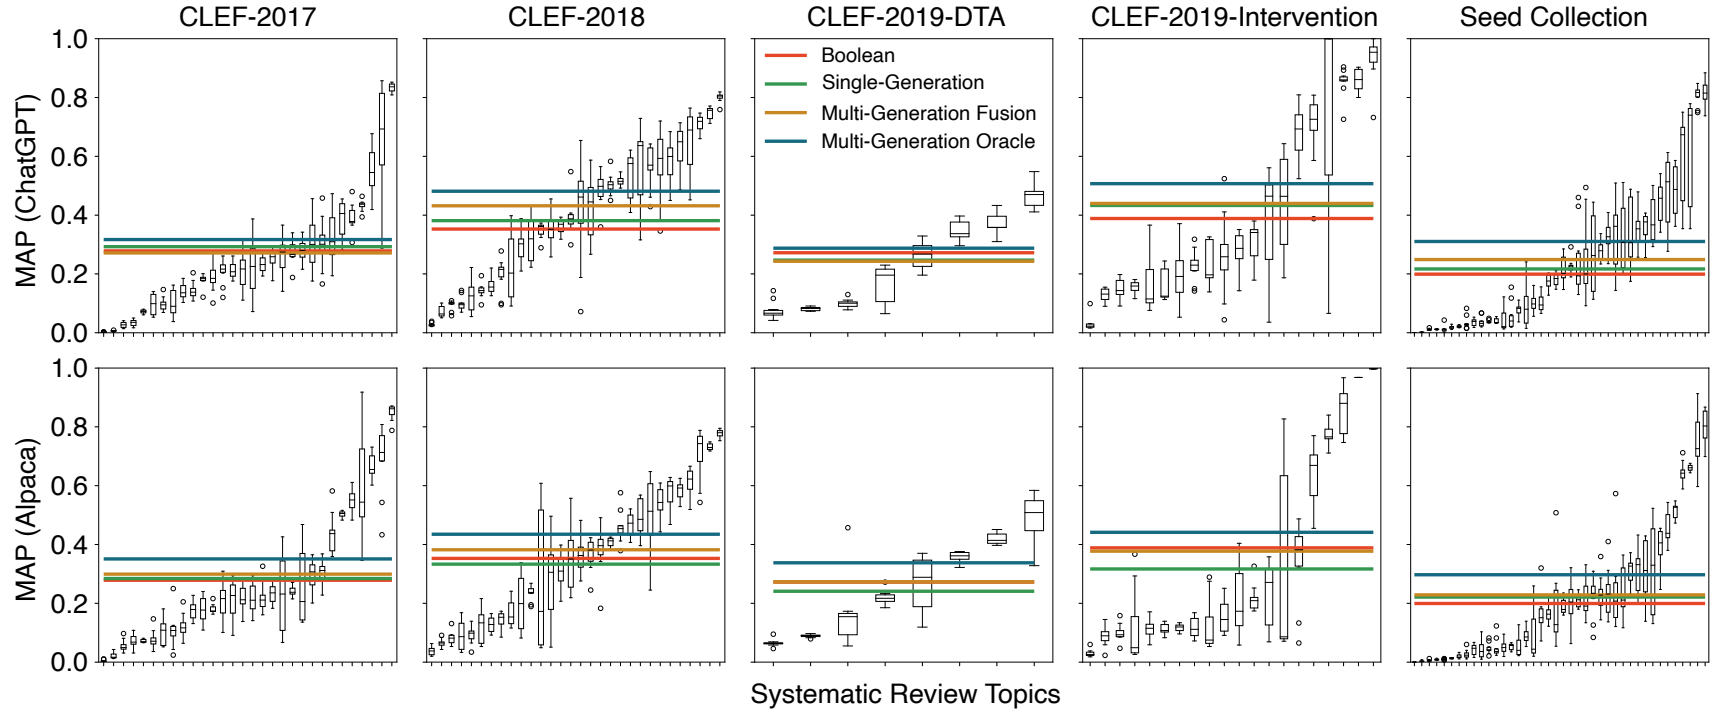 CLEF-2017 CLEF-2018 CLEF-2019-DTA CLEF-2019-Intervention Seed Collection
MAP (ChatGPT)
1.0
0.8
0.6
0.4
0.2
0.0
Boolean
Single-Generation
Multi-Generation Fusion
Multi-Generation Oracle
MAP (Alpaca)
1.0
0.8
0.6
0.4
0.2
0.0
Systematic Review Topics